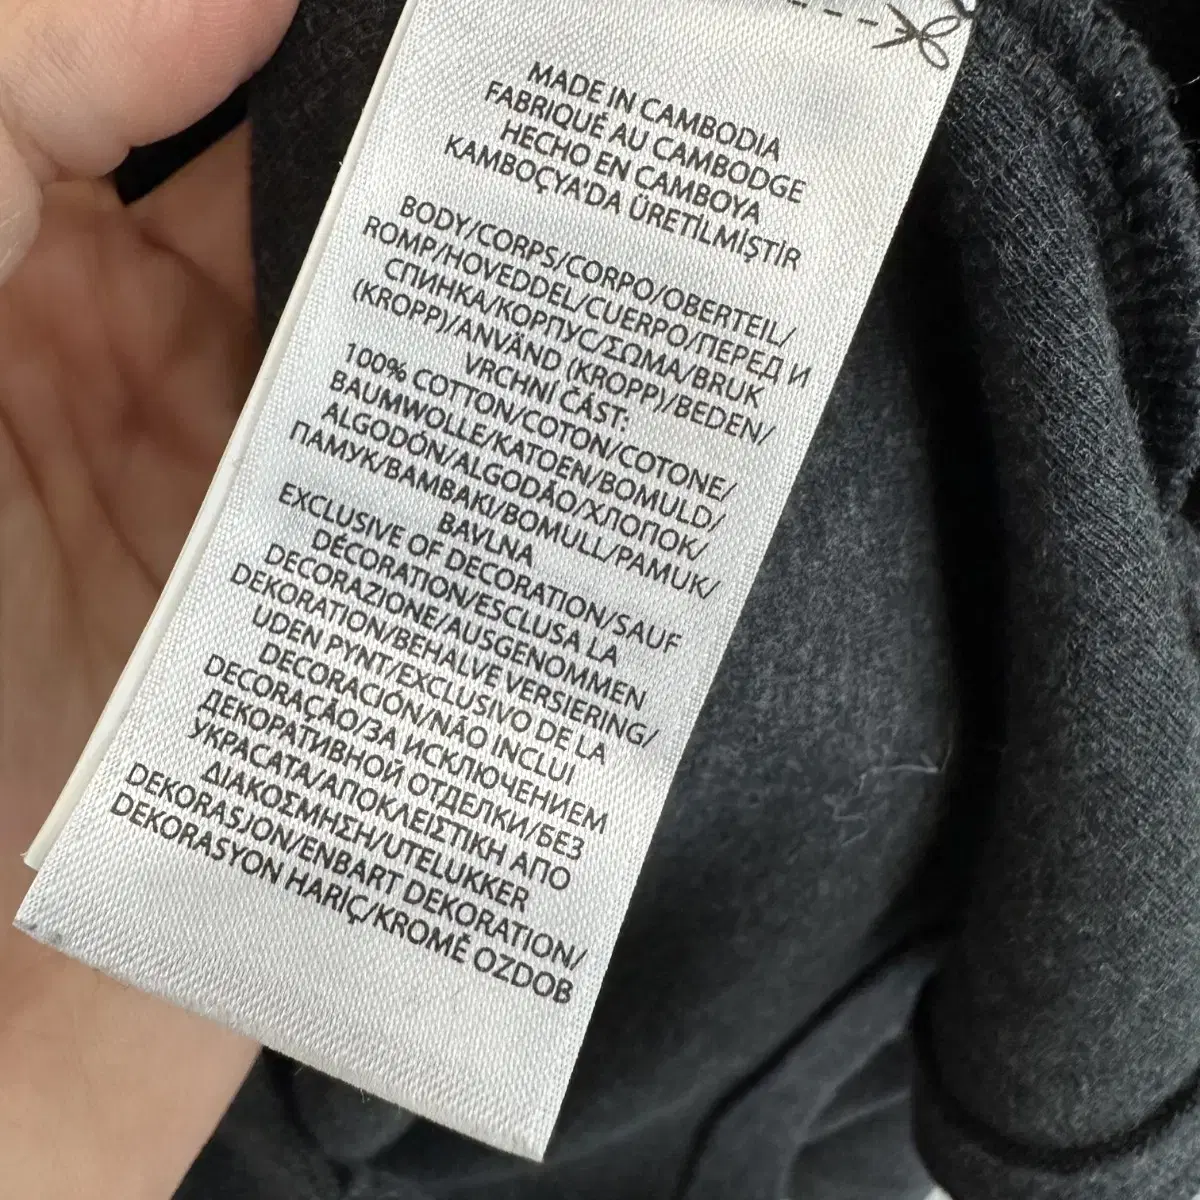 MADE IN CAMBODIA
FABRIQUÉ AU CAMBODGE
HECHO EN CAMBOYA
KAMBOÇYA'DA ÜRETİLMİŞTİR
BODY/CORPS/CORPO/OBERTEIL/
ROMP/HOVEDDEL/CUERPO/ПЕРЕД И
СПИНКА/КОРПУС/ΣΩΜΑ/BRUK
(KROPP)/ANVÄND (KROPP)/BEDEN/
VRCHNÍ ČÁST:
100% COTTON/COTON/COTONE/
BAUMWOLLE/KATOEN/BOMULD/
ALGODÓN/ALGODÃO/ХЛОПОК/
ПАМУК/ΒΑΜΒΑΚΙ/BOMULL/PAMUK/
BAVLNA
EXCLUSIVE OF DECORATION/SAUF
DÉCORATION/ESCLUSA LA
DECORAZIONE/AUSGENOMMEN
DEKORATION/BEHALVE VERSIERING/
UDEN PYNT/EXCLUSIVO DE LA
DECORACIÓN/NÃO INCLUI
DECORAÇÃO/ЗА ИСКЛЮЧЕНИЕМ
ДЕКОРАТИВНОЙ ОТДЕЛКИ/БЕЗ
УКРАСАТА/ΑΠΟΚΛΕΙΣΤΙΚΗ ΑΠΟ
ΔΙΑΚΟΣΜΗΣΗ/UTELUKKER
DEKORASJON/ENBART DEKORATION/
DEKORASYON HARİÇ/KROMĚ OZDOB